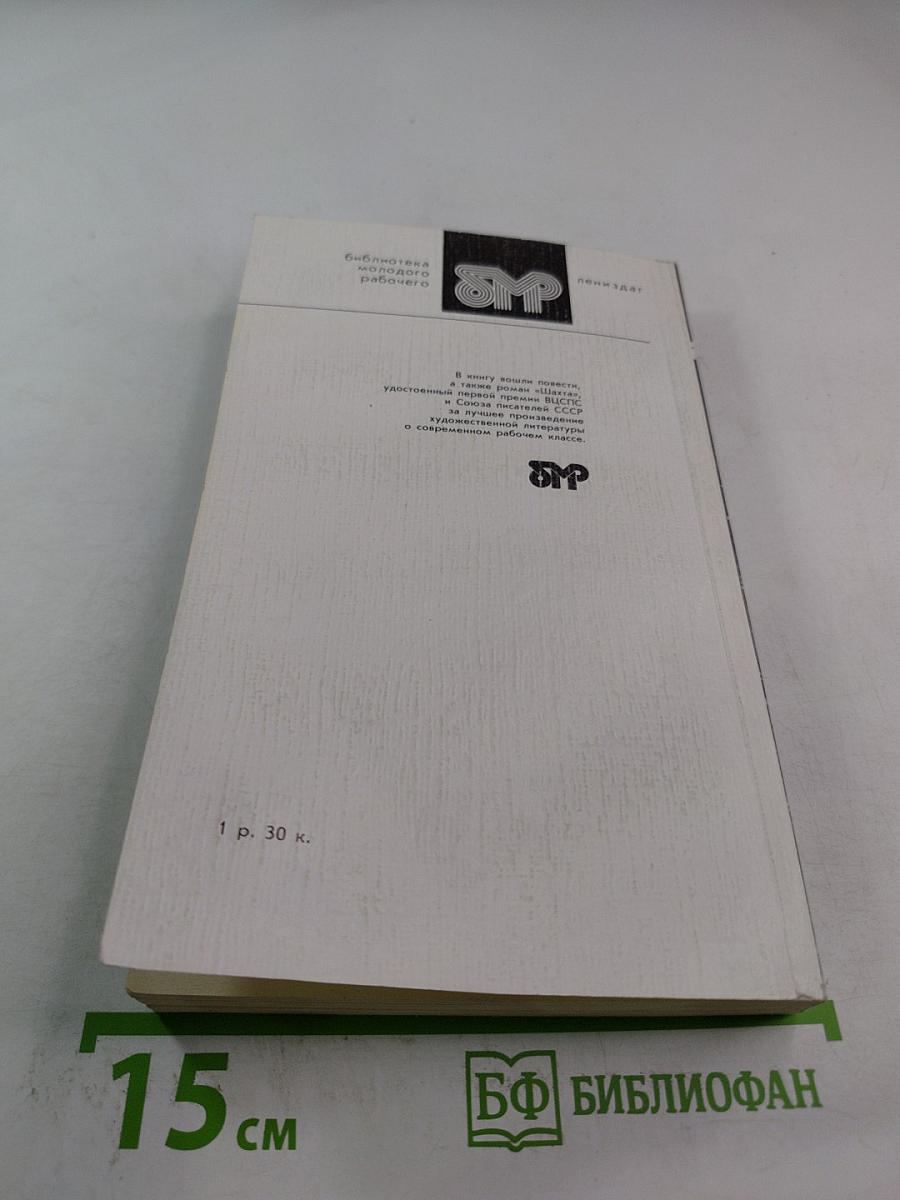 библиотека
молодого
рабочего
бмр
лениздат
В книгу вошли повести,
а также роман «Шахта»,
удостоенный первой премии ВЦСПС
и Союза писателей СССР
за лучшее произведение
художественной литературы
о современном рабочем классе.
бмр
1 р. 30 к.
15 см
БФ БИБЛИОФАН